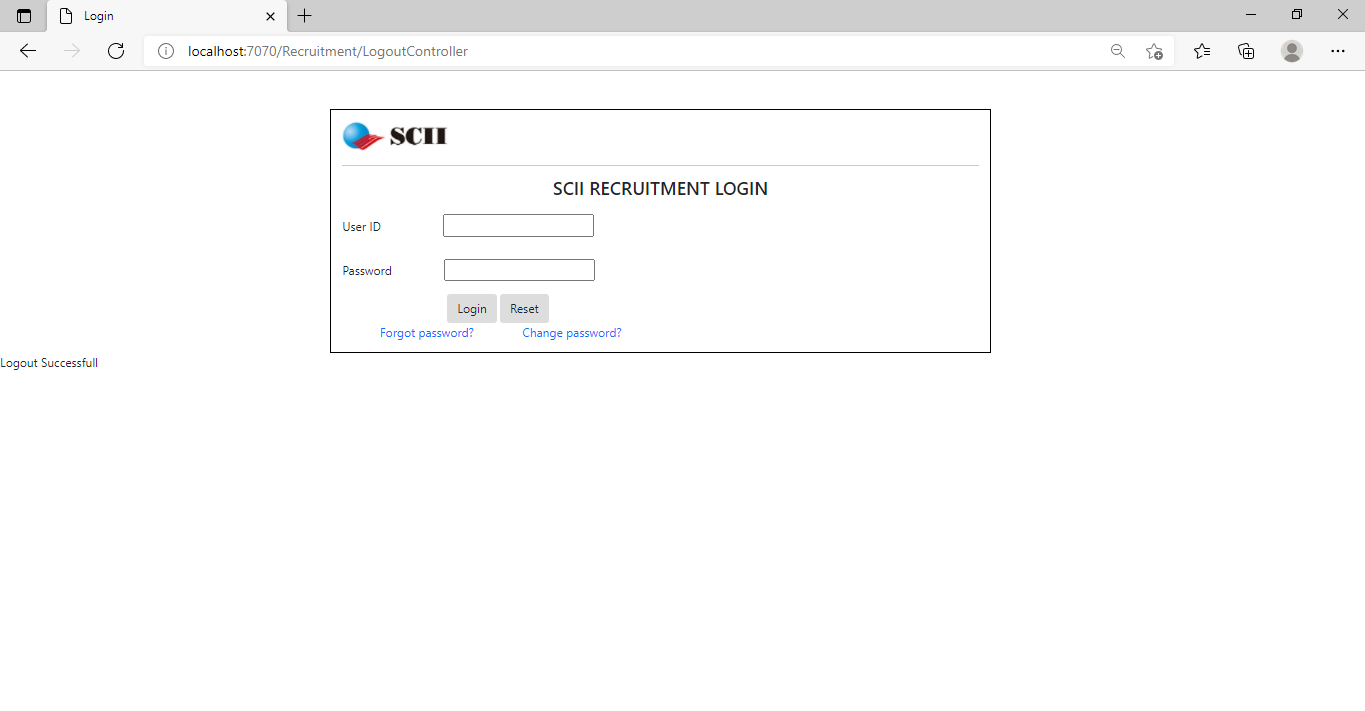 Login
localhost:7070/Recruitment/LogoutController
SCII
SCII RECRUITMENT LOGIN
User ID
Password
Login Reset
Forgot password? Change password?
Logout Successfull